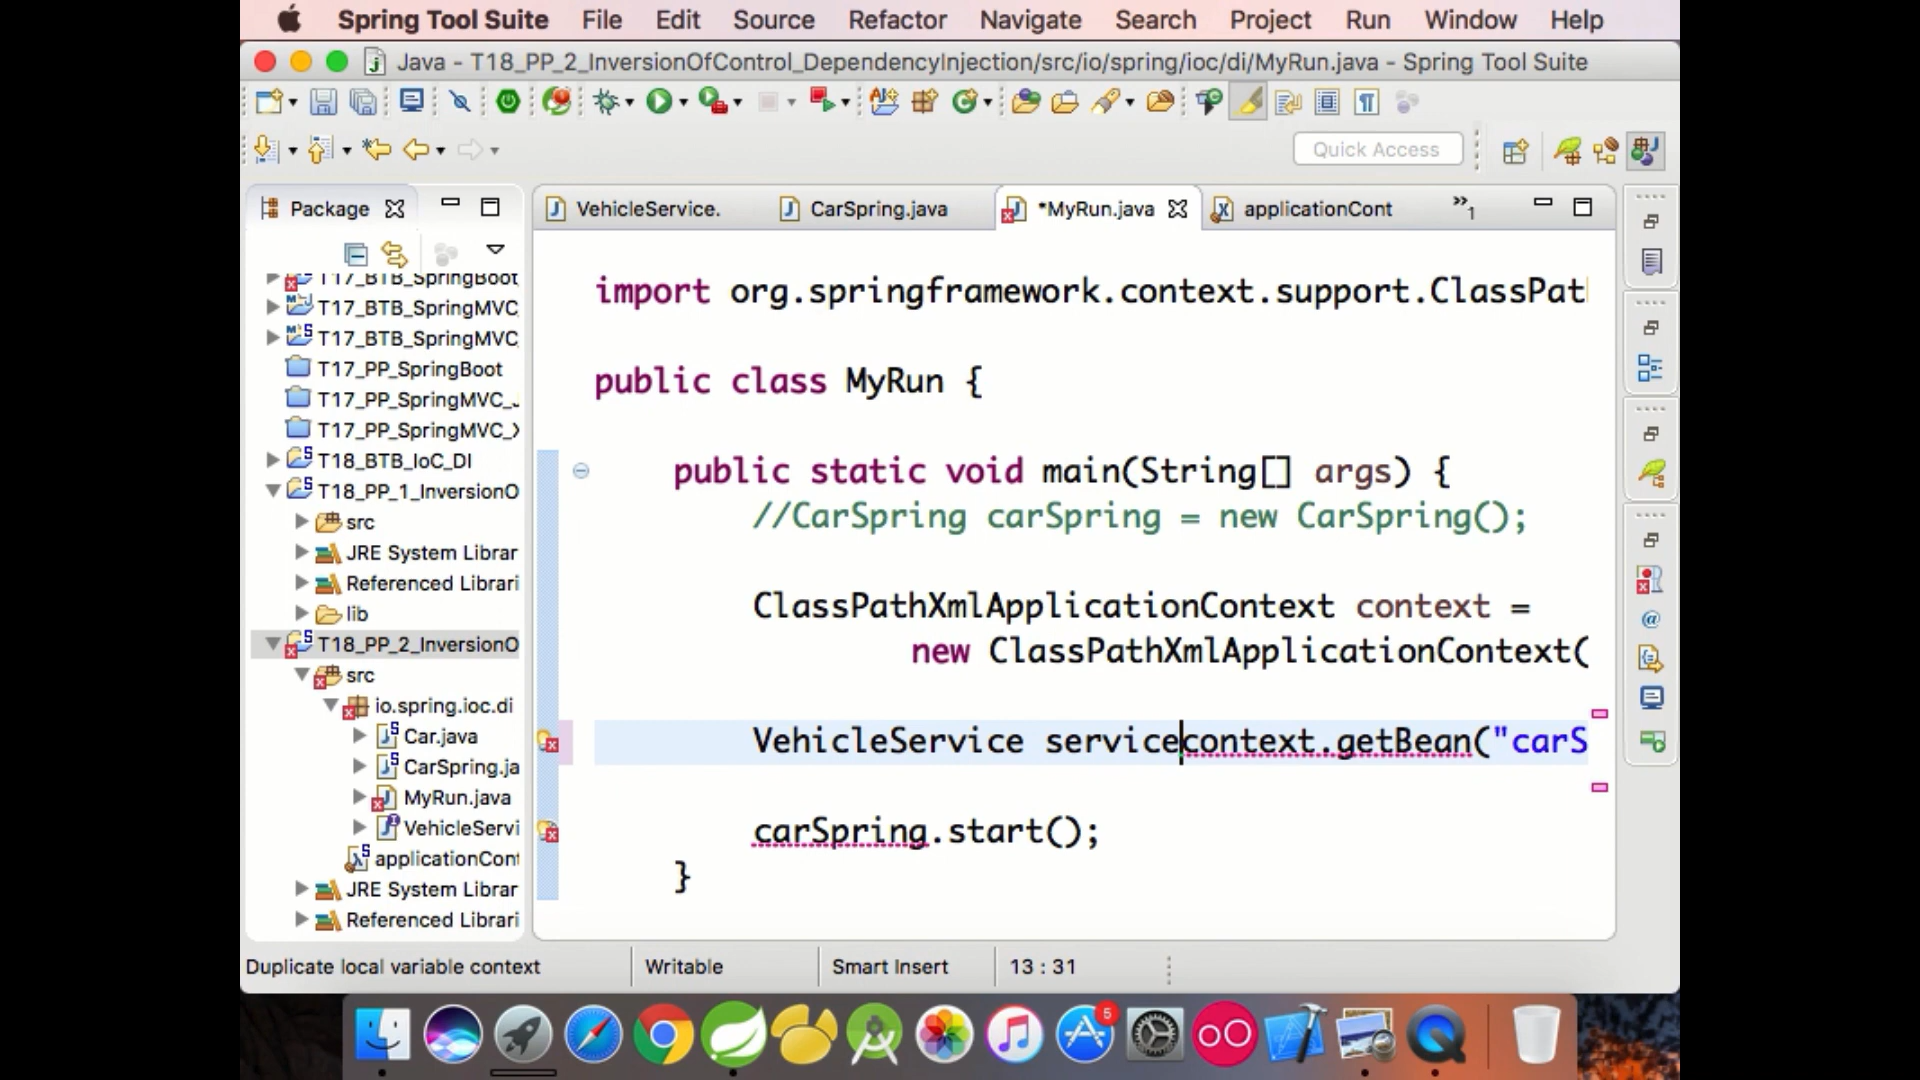 Spring Tool Suite File Edit Source Refactor Navigate Search Project Run Window Help
Java - T18_PP_2_InversionOfControl_DependencyInjection/src/io/spring/ioc/di/MyRun.java - Spring Tool Suite
Quick Access
Package
VehicleService.
CarSpring.java
*MyRun.java
applicationCont
»1
T17_BTB_SpringBoot
T17_BTB_SpringMVC
T17_BTB_SpringMVC
T17_PP_SpringBoot
T17_PP_SpringMVC_J
T17_PP_SpringMVC_X
T18_BTB_IoC_DI
T18_PP_1_InversionO
src
JRE System Librar
Referenced Librari
lib
T18_PP_2_InversionO
src
io.spring.ioc.di
Car.java
CarSpring.ja
MyRun.java
VehicleServi
applicationCont
JRE System Librar
Referenced Librari
import org.springframework.context.support.ClassPat
public class MyRun {
public static void main(String[] args) {
//CarSpring carSpring = new CarSpring();
ClassPathXmlApplicationContext context =
new ClassPathXmlApplicationContext(
VehicleService servicecontext.getBean("carS
carSpring.start();
}
Duplicate local variable context
Writable
Smart Insert
13 : 31
5